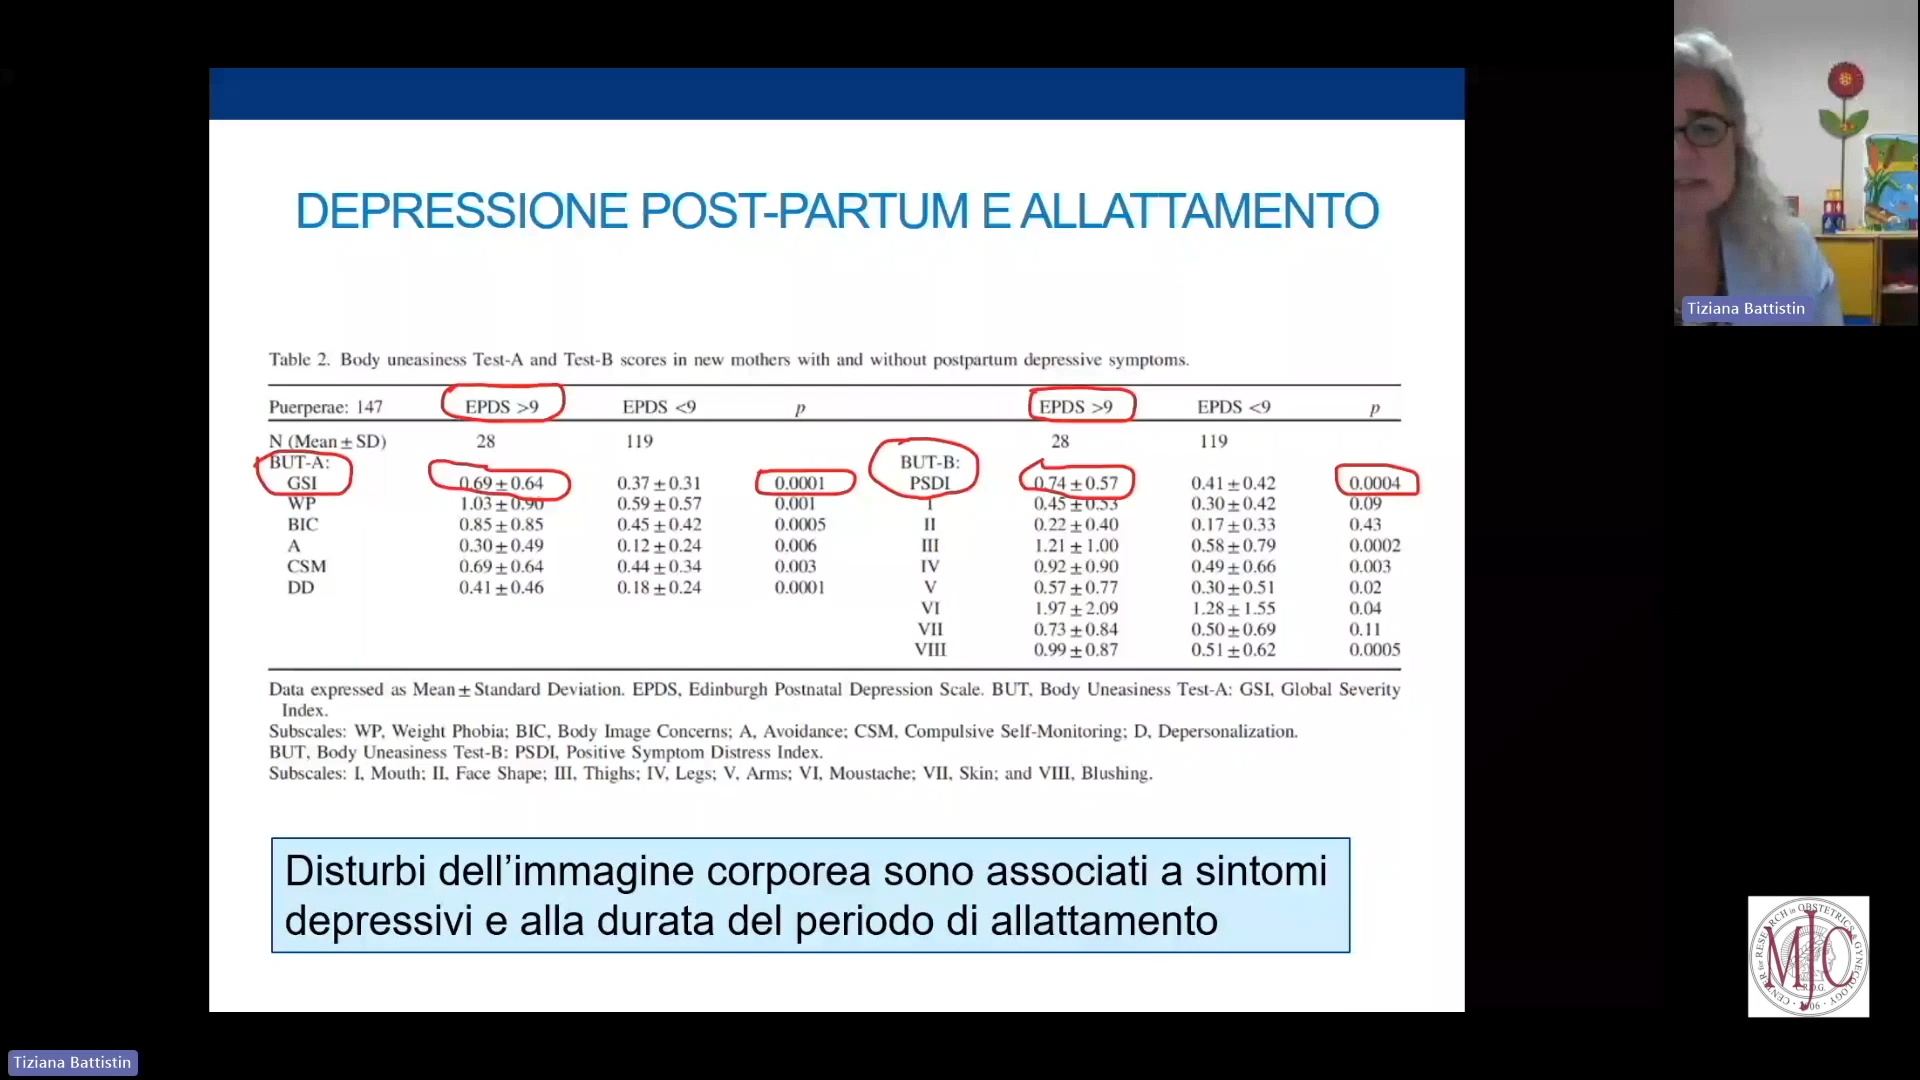 DEPRESSIONE POST-PARTUM E ALLATTAMENTO
Tiziana Battistin
Table 2. Body uneasiness Test-A and Test-B scores in new mothers with and without postpartum depressive symptoms.
Puerperae: 147 EPDS >9 EPDS <9 p EPDS >9 EPDS <9 p
N (Mean ± SD) 28 119 28 119
BUT-A: BUT-B:
GSI 0.69 ± 0.64 0.37 ± 0.31 0.0001 PSDI 0.74 ± 0.57 0.41 ± 0.42 0.0004
WP 1.03 ± 0.90 0.59 ± 0.57 0.001 I 0.45 ± 0.53 0.30 ± 0.42 0.09
BIC 0.85 ± 0.85 0.45 ± 0.42 0.0005 II 0.22 ± 0.40 0.17 ± 0.33 0.43
A 0.30 ± 0.49 0.12 ± 0.24 0.006 III 1.21 ± 1.00 0.58 ± 0.79 0.0002
CSM 0.69 ± 0.64 0.44 ± 0.34 0.003 IV 0.92 ± 0.90 0.49 ± 0.66 0.003
DD 0.41 ± 0.46 0.18 ± 0.24 0.0001 V 0.57 ± 0.77 0.30 ± 0.51 0.02
VI 1.97 ± 2.09 1.28 ± 1.55 0.04
VII 0.73 ± 0.84 0.50 ± 0.69 0.11
VIII 0.99 ± 0.87 0.51 ± 0.62 0.0005
Data expressed as Mean ± Standard Deviation. EPDS, Edinburgh Postnatal Depression Scale. BUT, Body Uneasiness Test-A: GSI, Global Severity
Index.
Subscales: WP, Weight Phobia; BIC, Body Image Concerns; A, Avoidance; CSM, Compulsive Self-Monitoring; D, Depersonalization.
BUT, Body Uneasiness Test-B: PSDI, Positive Symptom Distress Index.
Subscales: I, Mouth; II, Face Shape; III, Thighs; IV, Legs; V, Arms; VI, Moustache; VII, Skin; and VIII, Blushing.
Disturbi dell’immagine corporea sono associati a sintomi
depressivi e alla durata del periodo di allattamento
CENTER for RESEARCH in OBSTETRICS & GYNECOLOGY
MJC
C.R.O.G.
2006
Tiziana Battistin